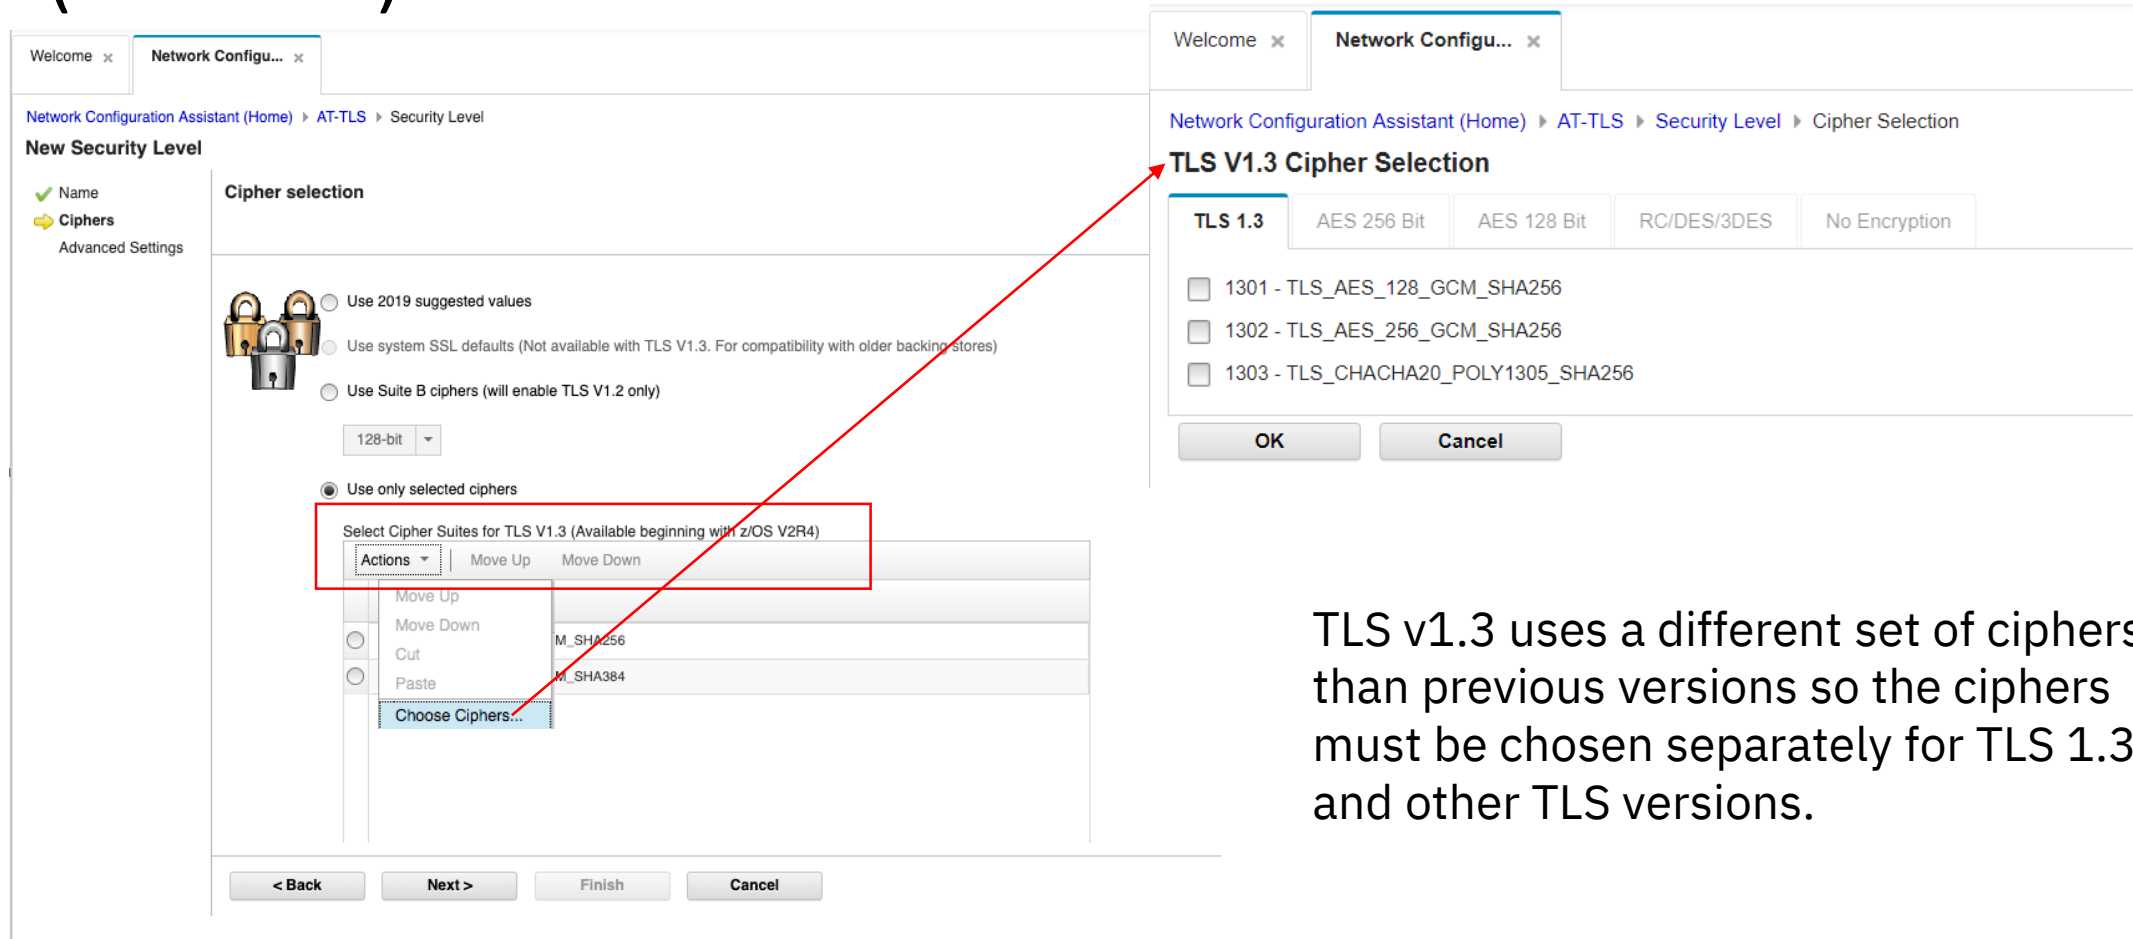 Welcome x
Network Configu... x
Network Configuration Assistant (Home) ▸ AT-TLS ▸ Security Level
New Security Level
Name
Ciphers
Advanced Settings
Cipher selection
Use 2019 suggested values
Use system SSL defaults (Not available with TLS V1.3. For compatibility with older backing stores)
Use Suite B ciphers (will enable TLS V1.2 only)
128-bit
Use only selected ciphers
Select Cipher Suites for TLS V1.3 (Available beginning with z/OS V2R4)
Actions Move Up Move Down
Move Up
Move Down
Cut
Paste
Choose Ciphers...
M_SHA256
M_SHA384
< Back Next > Finish Cancel
Welcome x
Network Configu... x
Network Configuration Assistant (Home) ▸ AT-TLS ▸ Security Level ▸ Cipher Selection
TLS V1.3 Cipher Selection
TLS 1.3 AES 256 Bit AES 128 Bit RC/DES/3DES No Encryption
1301 - TLS_AES_128_GCM_SHA256
1302 - TLS_AES_256_GCM_SHA256
1303 - TLS_CHACHA20_POLY1305_SHA256
OK Cancel
TLS v1.3 uses a different set of ciphers
than previous versions so the ciphers
must be chosen separately for TLS 1.3
and other TLS versions.